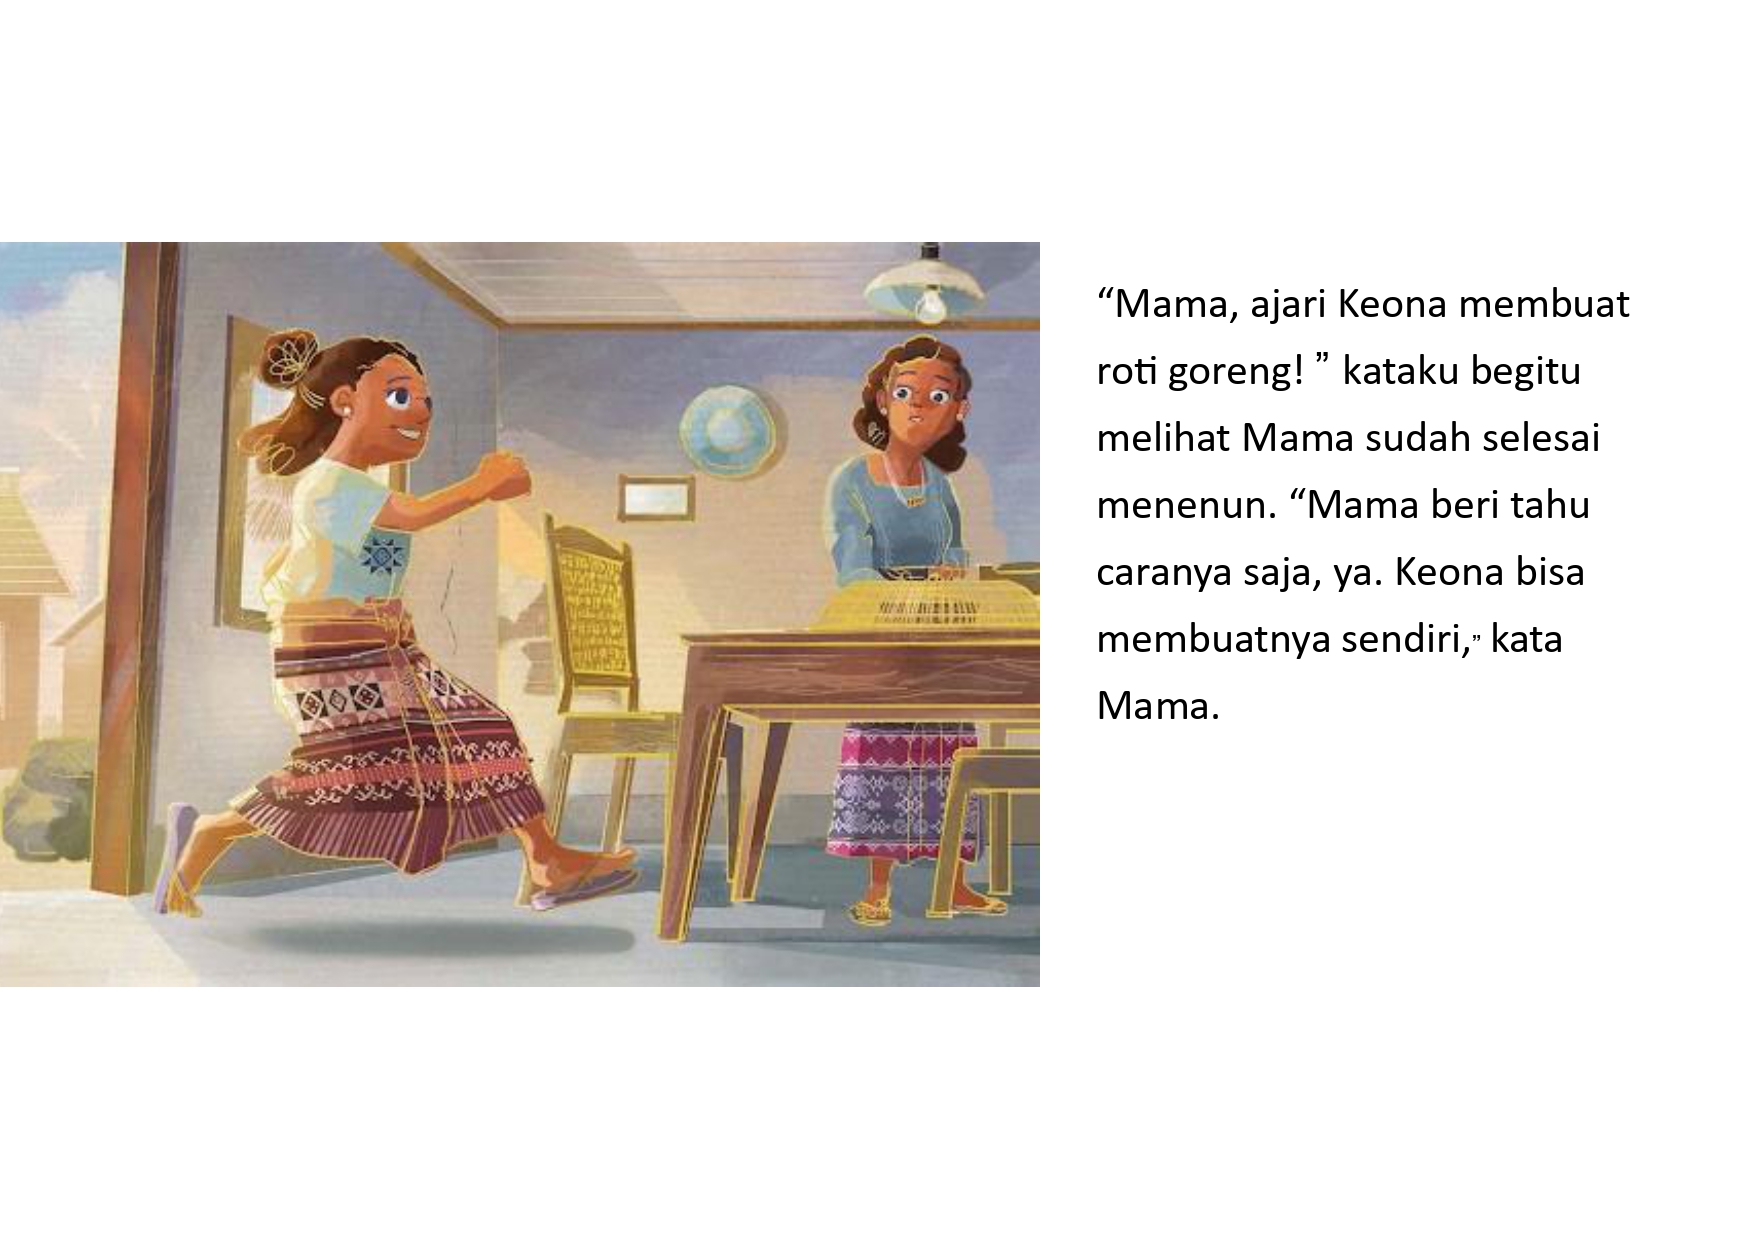 “Mama, ajari Keona membuat
roti goreng! ” kataku begitu
melihat Mama sudah selesai
menenun. “Mama beri tahu
caranya saja, ya. Keona bisa
membuatnya sendiri,” kata
Mama.